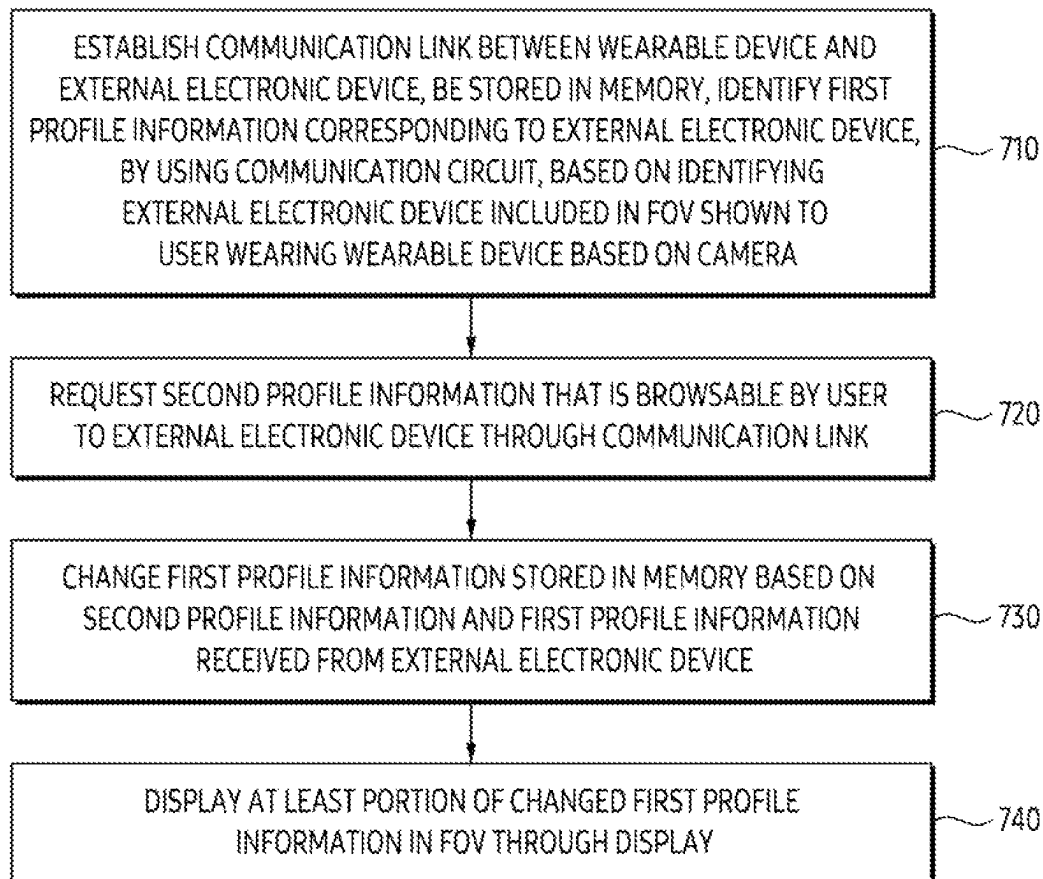 ESTABLISH COMMUNICATION LINK BETWEEN WEARABLE DEVICE AND
EXTERNAL ELECTRONIC DEVICE, BE STORED IN MEMORY, IDENTIFY FIRST
PROFILE INFORMATION CORRESPONDING TO EXTERNAL ELECTRONIC DEVICE,
BY USING COMMUNICATION CIRCUIT, BASED ON IDENTIFYING
EXTERNAL ELECTRONIC DEVICE INCLUDED IN FOV SHOWN TO
USER WEARING WEARABLE DEVICE BASED ON CAMERA
710
REQUEST SECOND PROFILE INFORMATION THAT IS BROWSABLE BY USER
TO EXTERNAL ELECTRONIC DEVICE THROUGH COMMUNICATION LINK
720
CHANGE FIRST PROFILE INFORMATION STORED IN MEMORY BASED ON
SECOND PROFILE INFORMATION AND FIRST PROFILE INFORMATION
RECEIVED FROM EXTERNAL ELECTRONIC DEVICE
730
DISPLAY AT LEAST PORTION OF CHANGED FIRST PROFILE
INFORMATION IN FOV THROUGH DISPLAY
740